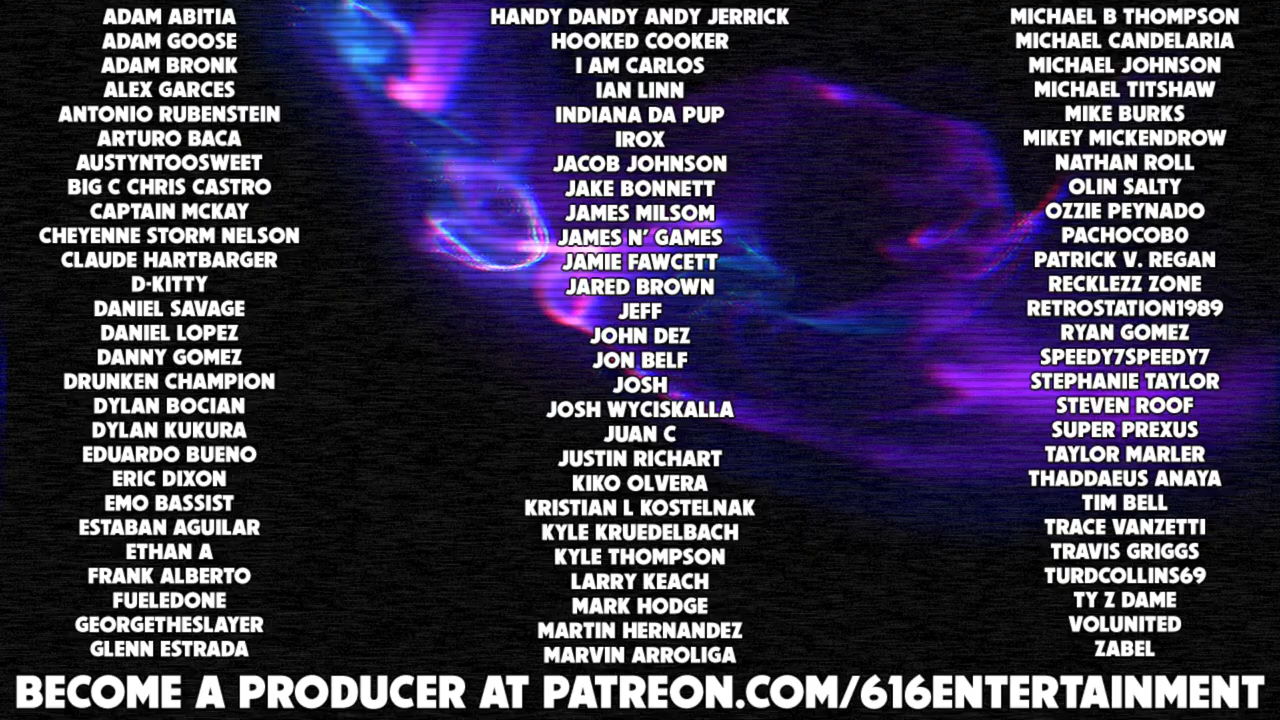 ADAM ABITIA
ADAM GOOSE
ADAM BRONK
ALEX GARCES
ANTONIO RUBENSTEIN
ARTURO BACA
AUSTYNTOOSWEET
BIG C CHRIS CASTRO
CAPTAIN MCKAY
CHEYENNE STORM NELSON
CLAUDE HARTBARGER
D-KITTY
DANIEL SAVAGE
DANIEL LOPEZ
DANNY GOMEZ
DRUNKEN CHAMPION
DYLAN BOCIAN
DYLAN KUKURA
EDUARDO BUENO
ERIC DIXON
EMO BASSIST
ESTABAN AGUILAR
ETHAN A
FRANK ALBERTO
FUELEDONE
GEORGETHESLAYER
GLENN ESTRADA
HANDY DANDY ANDY JERRICK
HOOKED COOKER
I AM CARLOS
IAN LINN
INDIANA DA PUP
IROX
JACOB JOHNSON
JAKE BONNETT
JAMES MILSOM
JAMES N' GAMES
JAMIE FAWCETT
JARED BROWN
JEFF
JOHN DEZ
JON BELF
JOSH
JOSH WYCISKALLA
JUAN C
JUSTIN RICHART
KIKO OLVERA
KRISTIAN L KOSTELNAK
KYLE KRUEDELBACH
KYLE THOMPSON
LARRY KEACH
MARK HODGE
MARTIN HERNANDEZ
MARVIN ARROLIGA
MICHAEL B THOMPSON
MICHAEL CANDELARIA
MICHAEL JOHNSON
MICHAEL TITSHAW
MIKE BURKS
MIKEY MICKENDROW
NATHAN ROLL
OLIN SALTY
OZZIE PEYNADO
PACHOCOB0
PATRICK V. REGAN
RECKLEZZ ZONE
RETROSTATION1989
RYAN GOMEZ
SPEEDY7SPEEDY7
STEPHANIE TAYLOR
STEVEN ROOF
SUPER PREXUS
TAYLOR MARLER
THADDAEUS ANAYA
TIM BELL
TRACE VANZETTI
TRAVIS GRIGGS
TURDCOLLINS69
TY Z DAME
VOLUNITED
ZABEL
BECOME A PRODUCER AT PATREON.COM/616ENTERTAINMENT